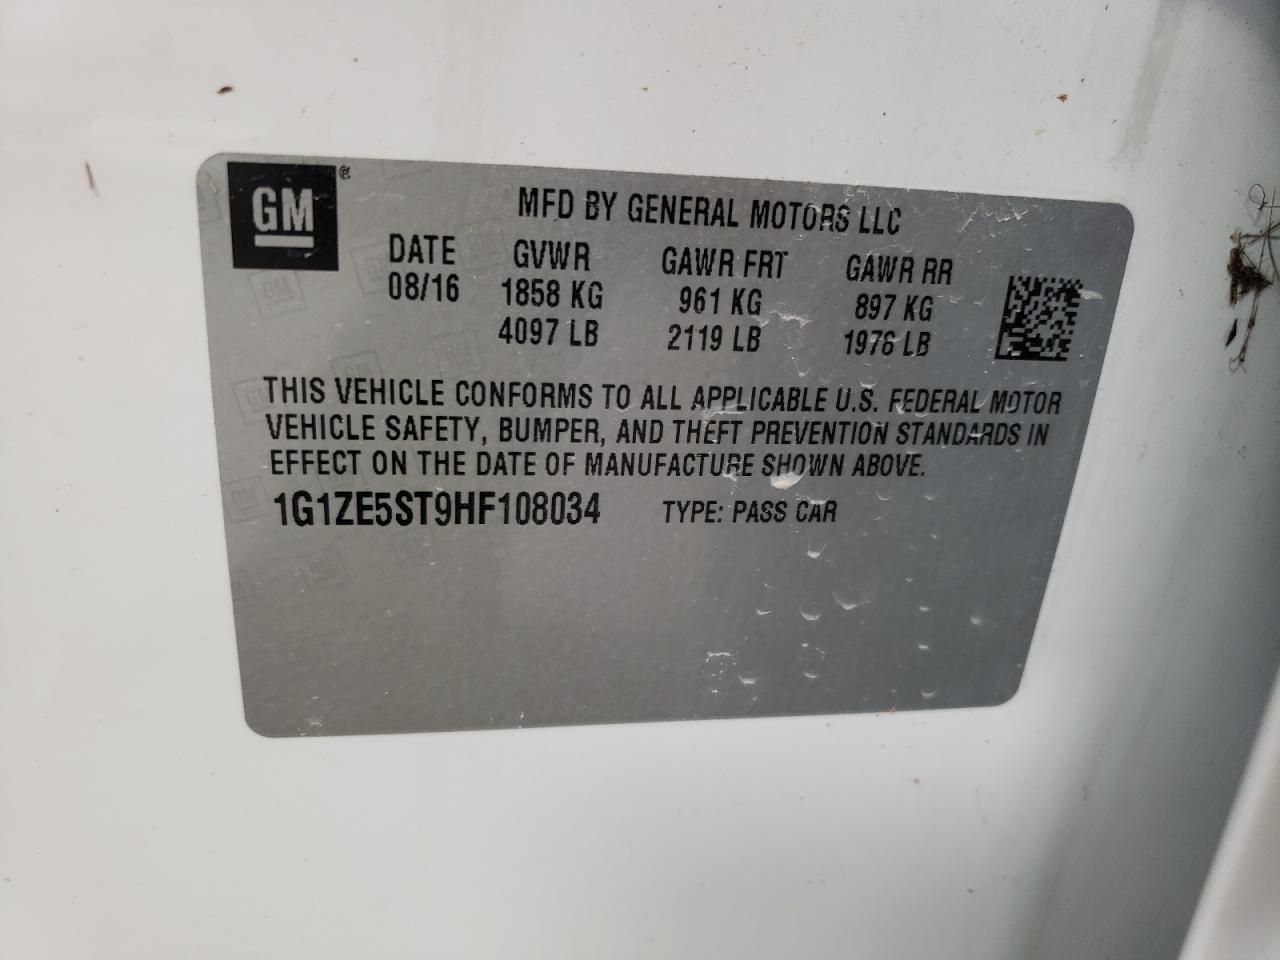 GM®
MFD BY GENERAL MOTORS LLC
DATE GVWR GAWR FRT GAWR RR
08/16 1858 KG 961 KG 897 KG
4097 LB 2119 LB 1976 LB
THIS VEHICLE CONFORMS TO ALL APPLICABLE U.S. FEDERAL MOTOR
VEHICLE SAFETY, BUMPER, AND THEFT PREVENTION STANDARDS IN
EFFECT ON THE DATE OF MANUFACTURE SHOWN ABOVE.
1G1ZE5ST9HF108034 TYPE: PASS CAR